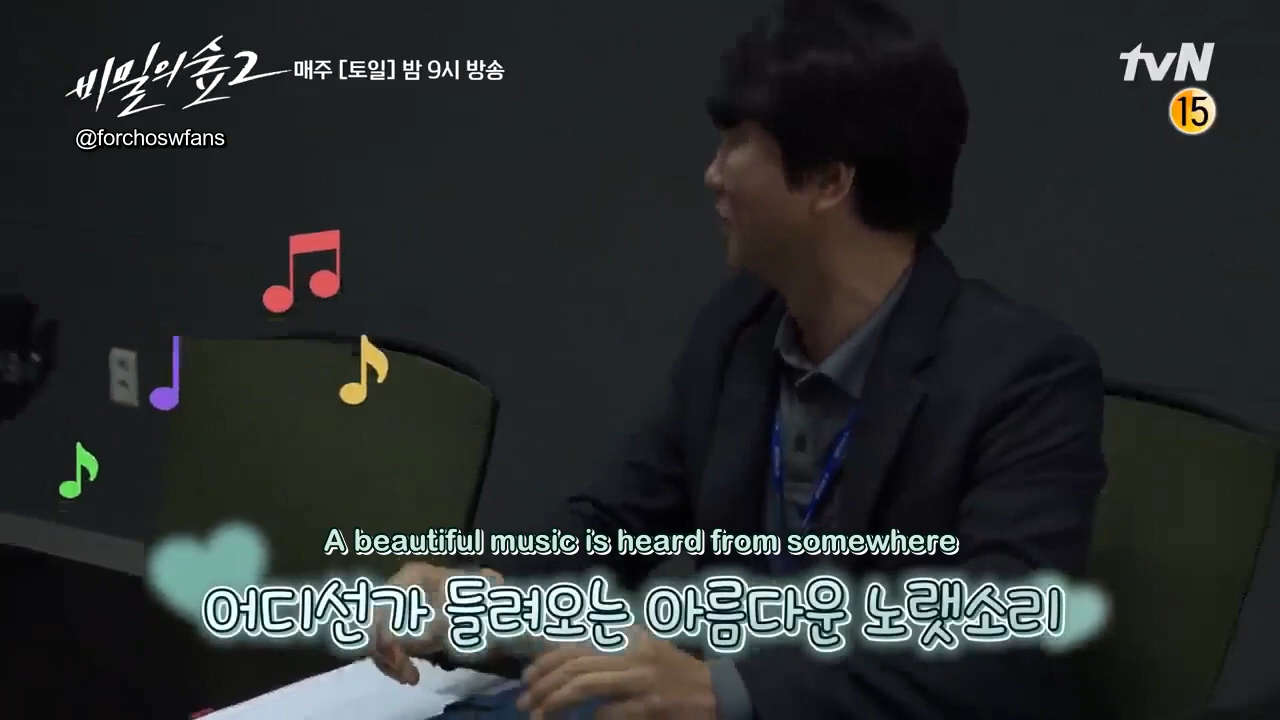 비밀의 숲2 매주 [토일] 밤 9시 방송
tvN
15
@forchoswfans
A beautiful music is heard from somewhere
어디선가 들려오는 아름다운 노랫소리